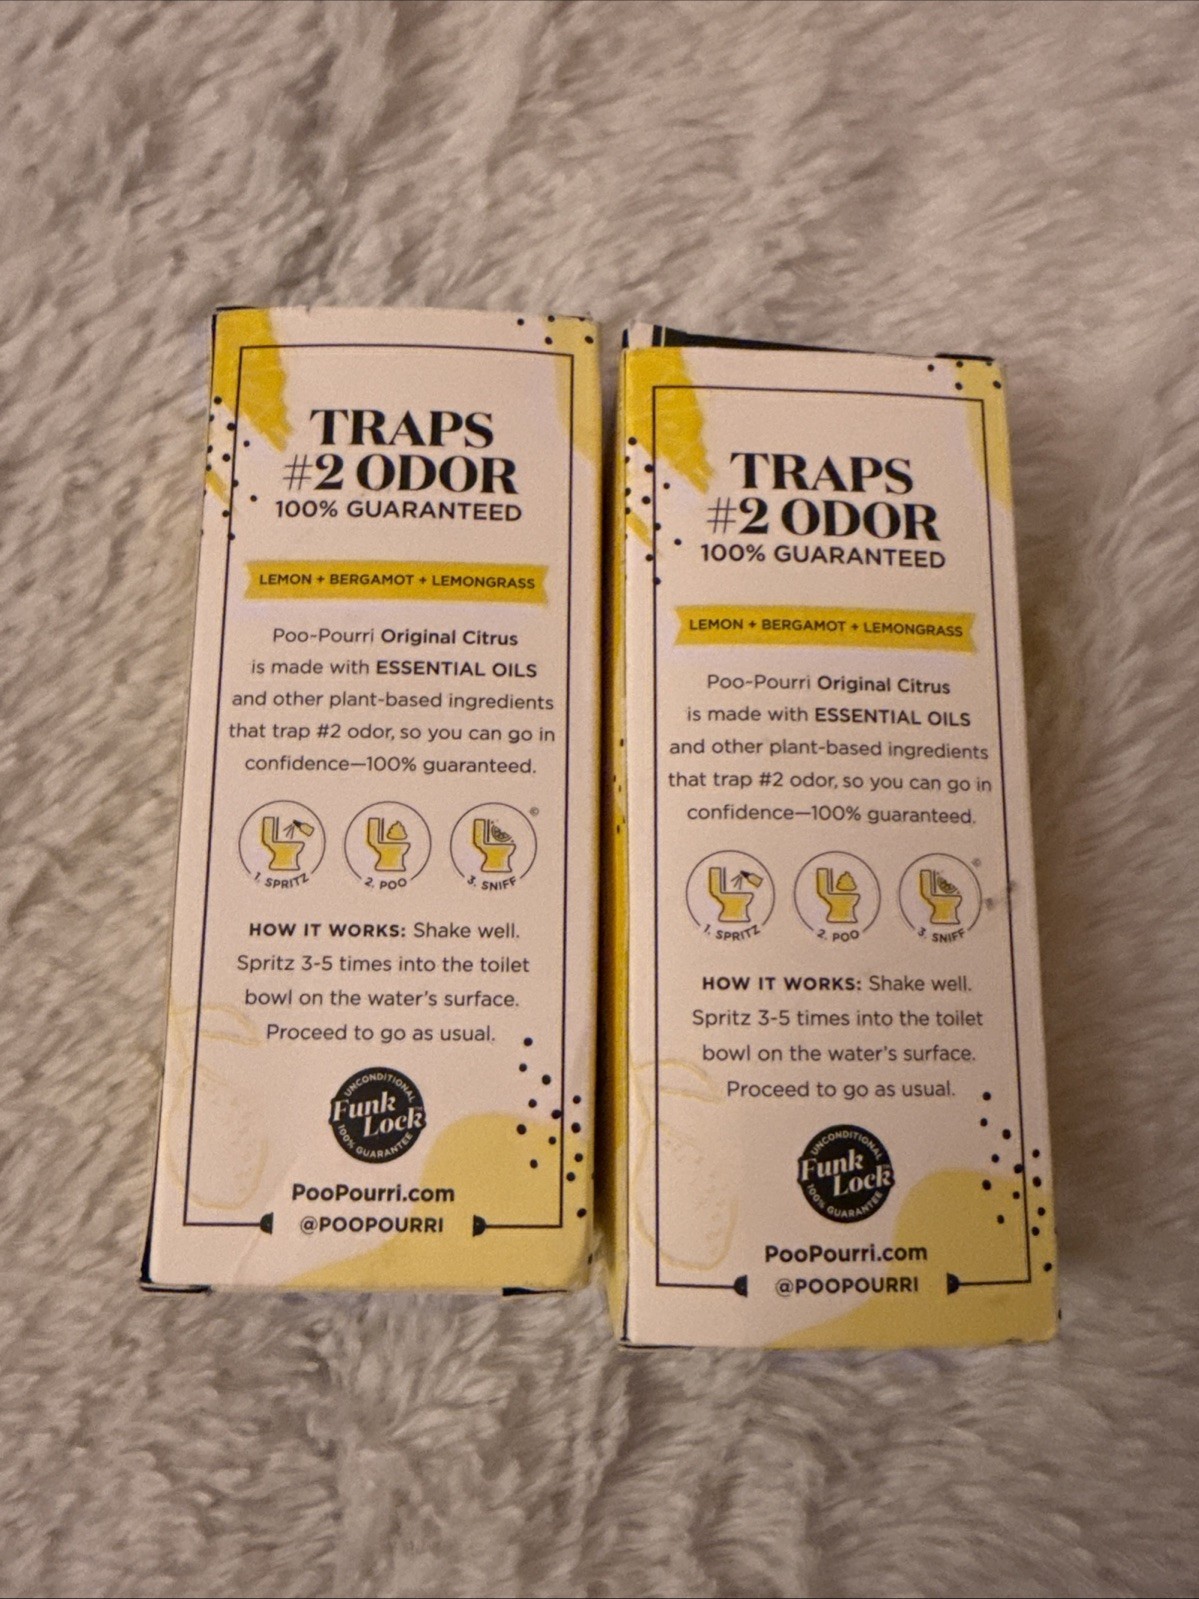 TRAPS
#2 ODOR
100% GUARANTEED
LEMON + BERGAMOT + LEMONGRASS
Poo-Pourri Original Citrus
is made with ESSENTIAL OILS
and other plant-based ingredients
that trap #2 odor, so you can go in
confidence—100% guaranteed.
©
1. SPRITZ 2. POO 3. SNIFF
HOW IT WORKS: Shake well.
Spritz 3-5 times into the toilet
bowl on the water's surface.
Proceed to go as usual.
UNCONDITIONAL
Funk
Lock
100% GUARANTEE
PooPourri.com
@POOPOURRI
TRAPS
#2 ODOR
100% GUARANTEED
LEMON + BERGAMOT + LEMONGRASS
Poo-Pourri Original Citrus
is made with ESSENTIAL OILS
and other plant-based ingredients
that trap #2 odor, so you can go in
confidence—100% guaranteed.
©
1. SPRITZ 2. POO 3. SNIFF
HOW IT WORKS: Shake well.
Spritz 3-5 times into the toilet
bowl on the water's surface.
Proceed to go as usual.
UNCONDITIONAL
Funk
Lock
100% GUARANTEE
PooPourri.com
@POOPOURRI